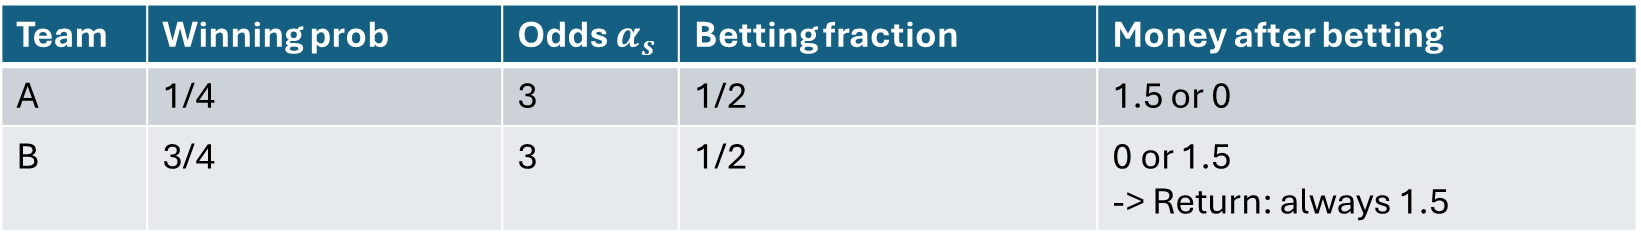 Team Winning prob Odds αₛ Betting fraction Money after betting
A 1/4 3 1/2 1.5 or 0
B 3/4 3 1/2 0 or 1.5
-> Return: always 1.5